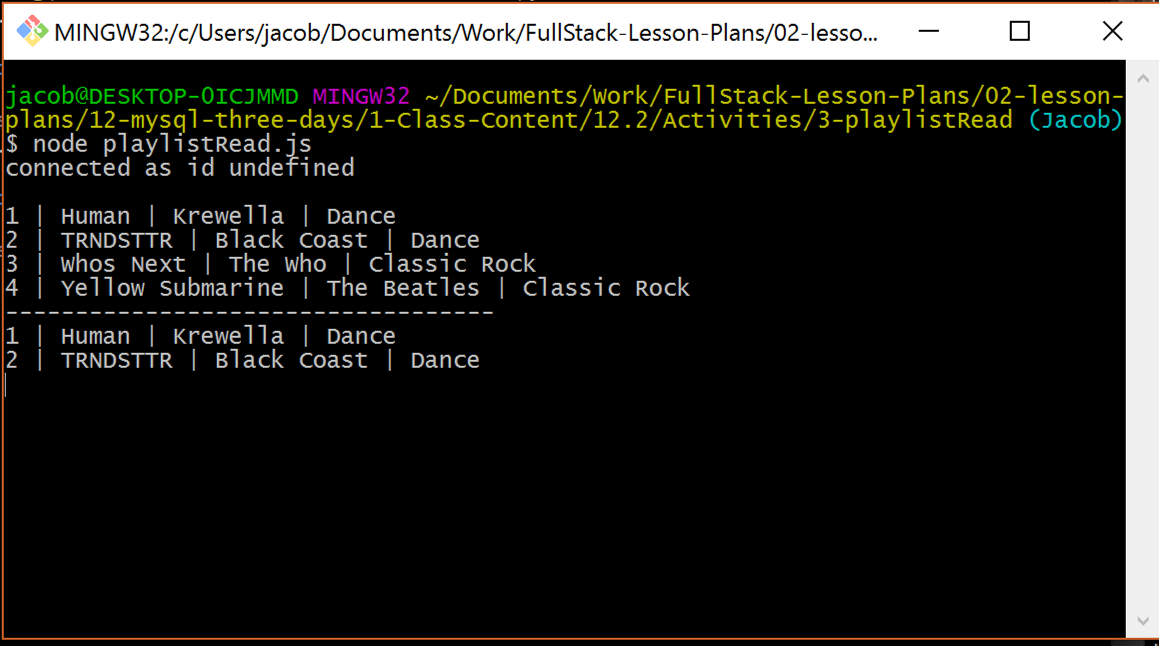 MINGW32:/c/Users/jacob/Documents/Work/FullStack-Lesson-Plans/02-lesso...
jacob@DESKTOP-0ICJMMD MINGW32 ~/Documents/Work/FullStack-Lesson-Plans/02-lesson-
plans/12-mysql-three-days/1-Class-Content/12.2/Activities/3-playlistRead (Jacob)
$ node playlistRead.js
connected as id undefined
1 | Human | Krewella | Dance
2 | TRNDSTTR | Black Coast | Dance
3 | Whos Next | The Who | Classic Rock
4 | Yellow Submarine | The Beatles | Classic Rock
-----------------------------------
1 | Human | Krewella | Dance
2 | TRNDSTTR | Black Coast | Dance